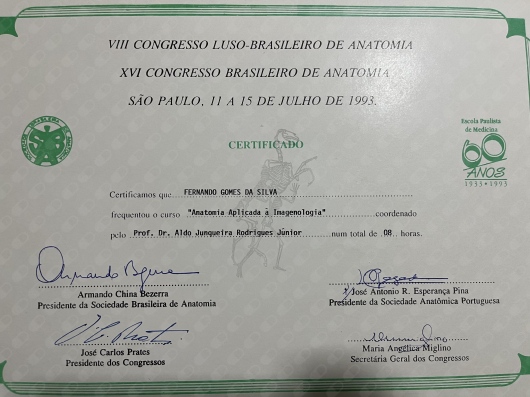 VIII CONGRESSO LUSO-BRASILEIRO DE ANATOMIA
XVI CONGRESSO BRASILEIRO DE ANATOMIA
SÃO PAULO, 11 A 15 DE JULHO DE 1993.
Escola Paulista
de Medicina
60
ANOS
1933·1993
CERTIFICADO
Certificamos que FERNANDO GOMES DA SILVA
frequentou o curso "Anatomia Aplicada à Imagenologia" coordenado
pelo Prof. Dr. Aldo Junqueira Rodrigues Júnior num total de 08 horas.
Armando China Bezerra
Presidente da Sociedade Brasileira de Anatomia
José Antonio R. Esperança Pina
Presidente da Sociedade Anatômica Portuguesa
José Carlos Prates
Presidente dos Congressos
Maria Angélica Miglino
Secretária Geral dos Congressos